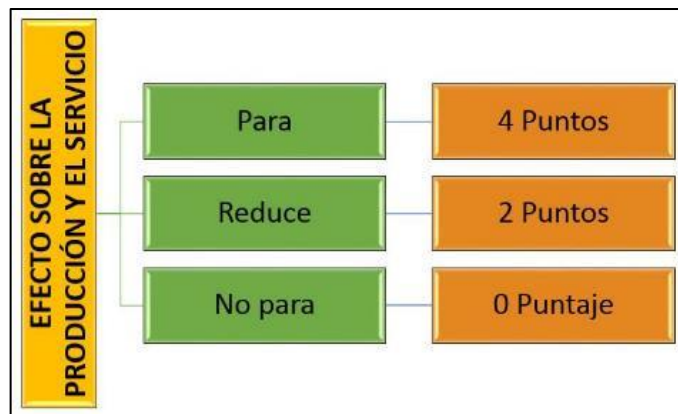 EFECTO SOBRE LA
PRODUCCIÓN Y EL SERVICIO
Para
4 Puntos
Reduce
2 Puntos
No para
0 Puntaje